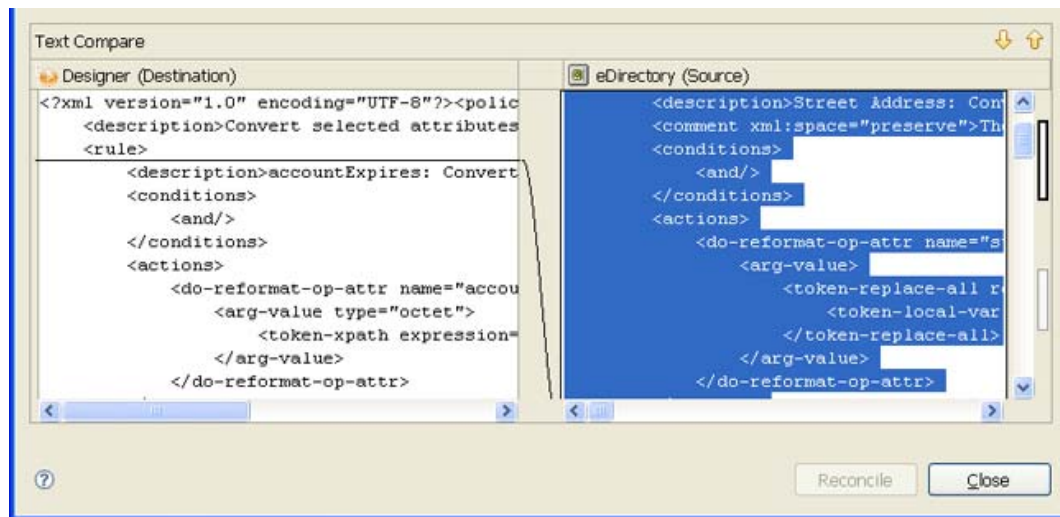 Text Compare
Designer (Destination)
eDirectory (Source)
<?xml version="1.0" encoding="UTF-8"?><polic
<description>Convert selected attributes
<rule>
<description>accountExpires: Convert
<conditions>
<and/>
</conditions>
<actions>
<do-reformat-op-attr name="accou
<arg-value type="octet">
<token-xpath expression=
</arg-value>
</do-reformat-op-attr>
<description>Street Address: Con
<comment xml:space="preserve">Th
<conditions>
<and/>
</conditions>
<actions>
<do-reformat-op-attr name="s
<arg-value>
<token-replace-all r
<token-local-var
</token-replace-all>
</arg-value>
</do-reformat-op-attr>
Reconcile
Close